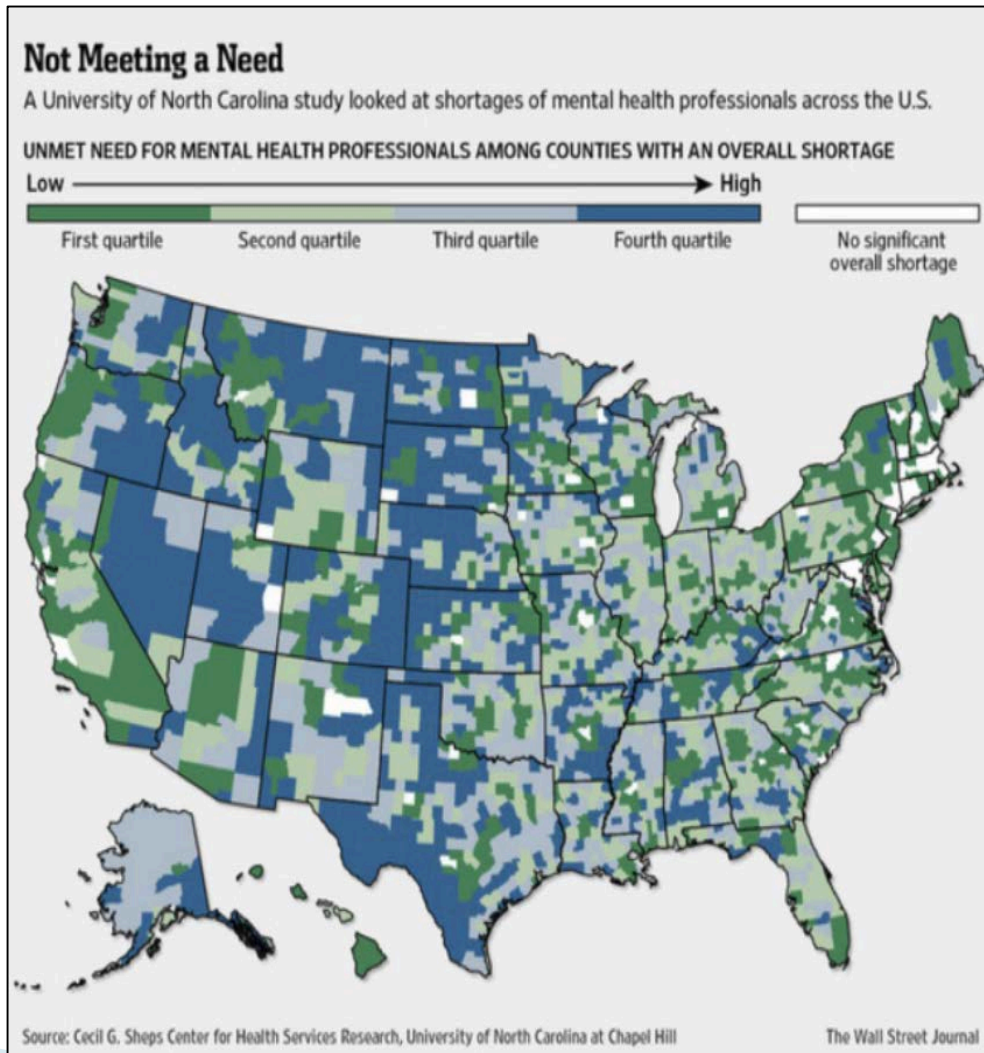 Not Meeting a Need
A University of North Carolina study looked at shortages of mental health professionals across the U.S.
UNMET NEED FOR MENTAL HEALTH PROFESSIONALS AMONG COUNTIES WITH AN OVERALL SHORTAGE
Low High
First quartile Second quartile Third quartile Fourth quartile No significant
overall shortage
Source: Cecil G. Sheps Center for Health Services Research, University of North Carolina at Chapel Hill The Wall Street Journal